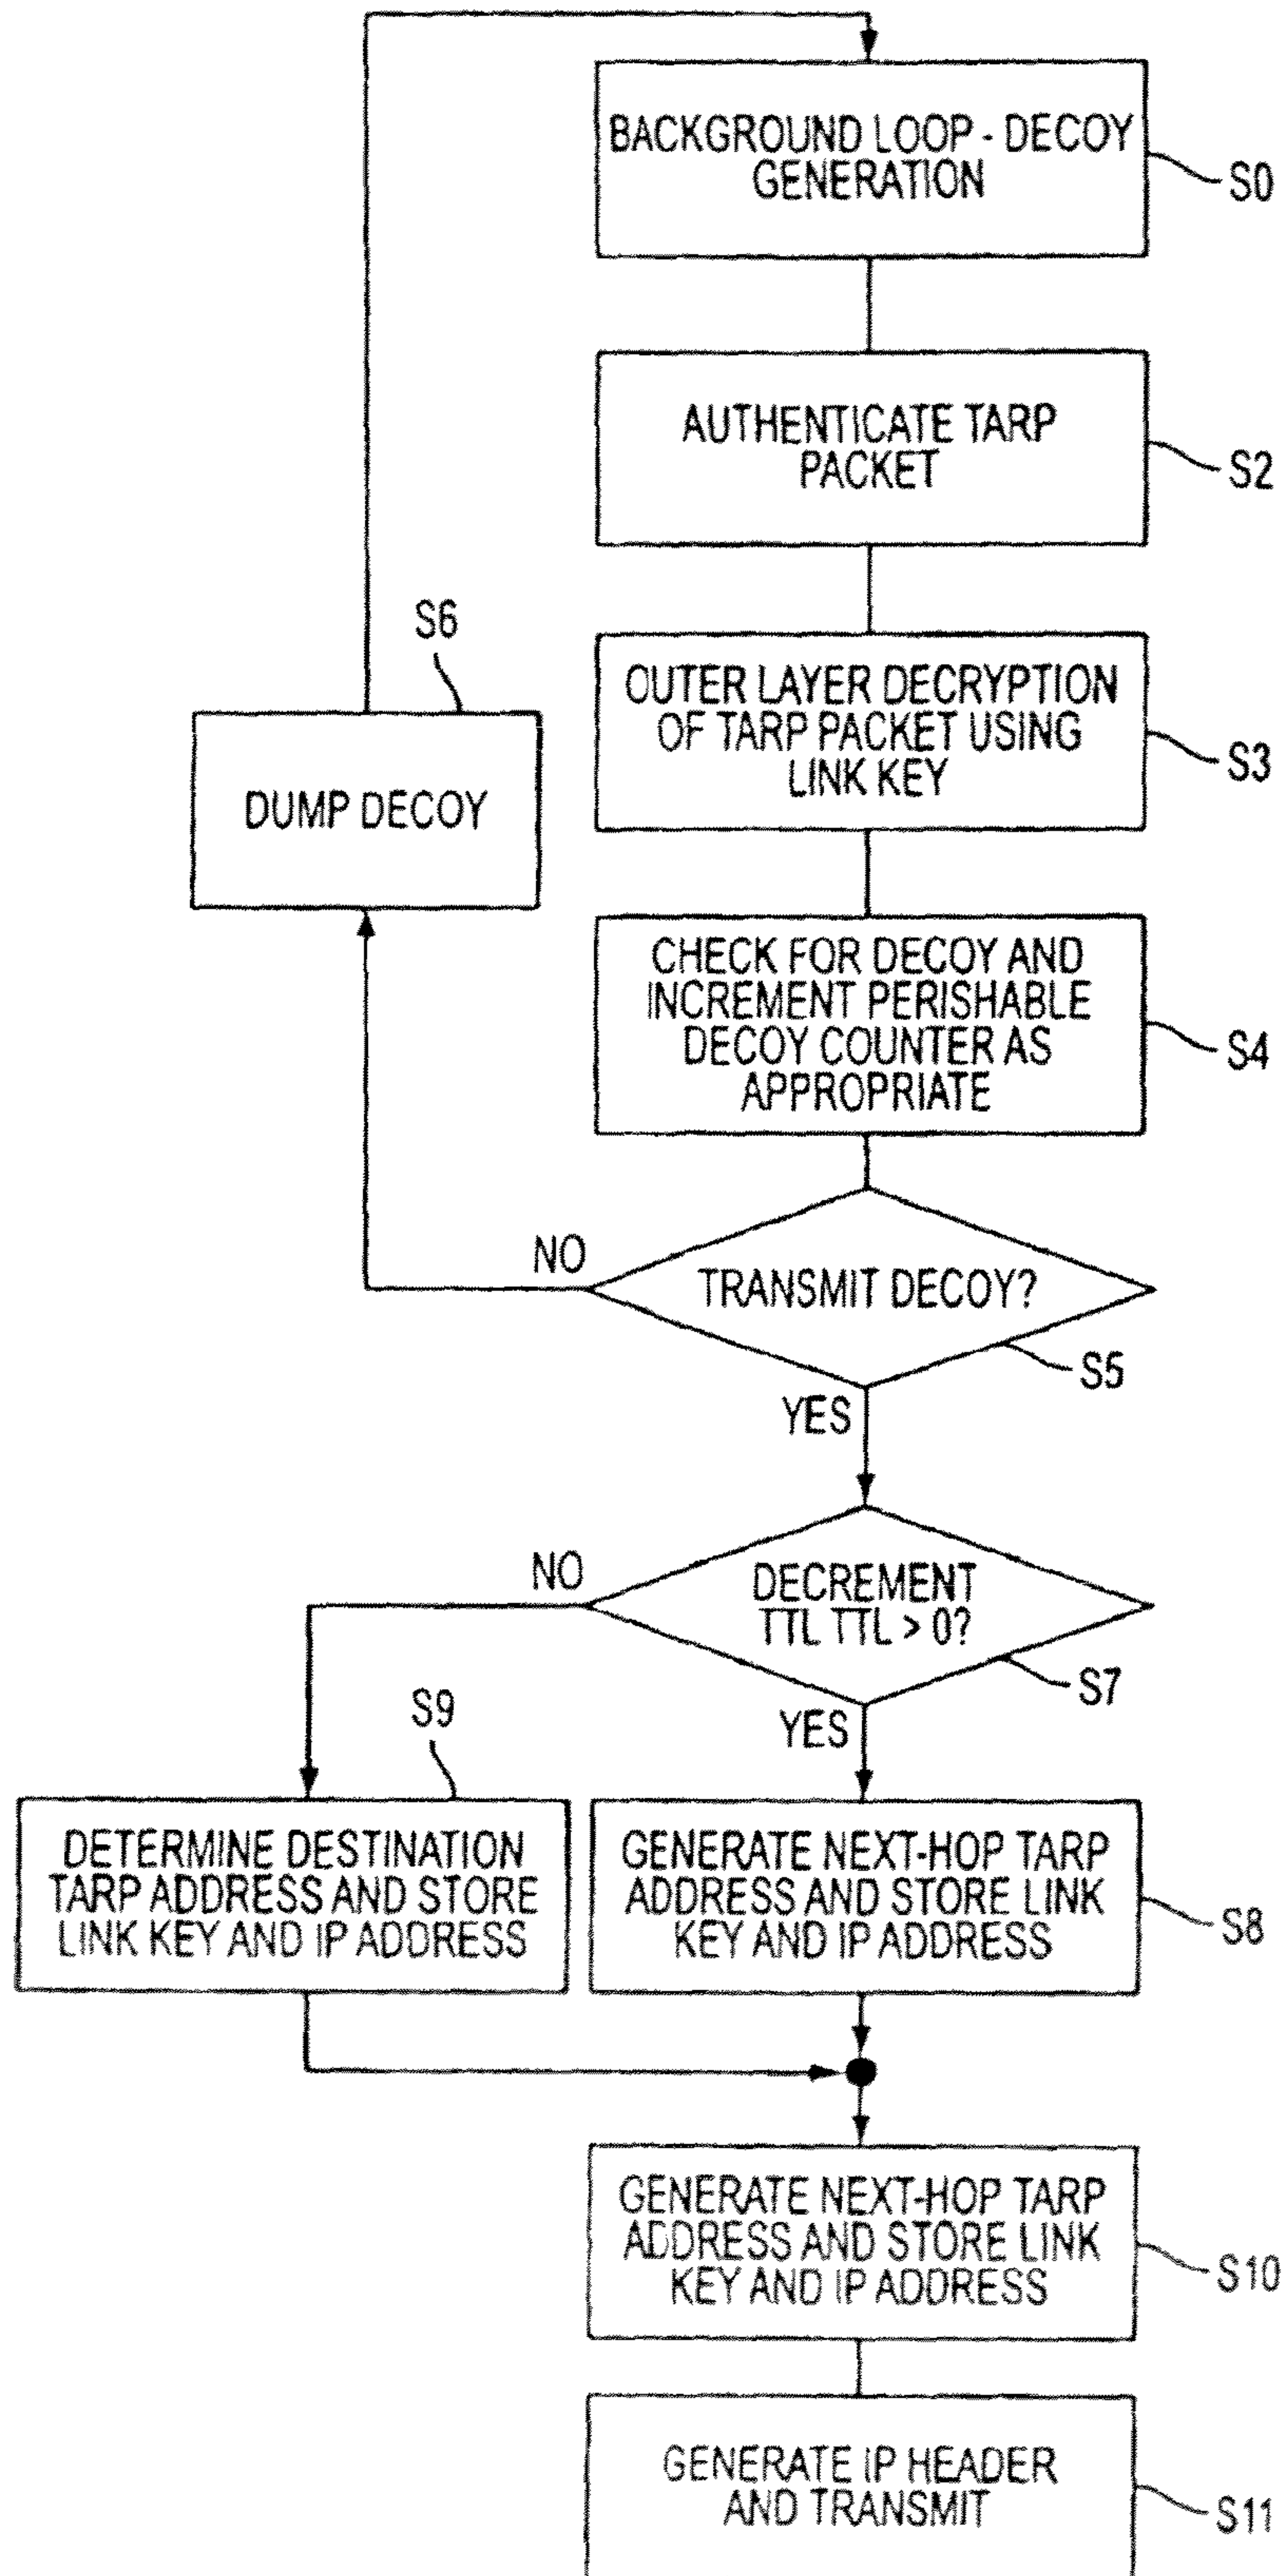 BACKGROUND LOOP - DECOY
GENERATION
S0
AUTHENTICATE TARP
PACKET
S2
OUTER LAYER DECRYPTION
OF TARP PACKET USING
LINK KEY
S3
S6
DUMP DECOY
CHECK FOR DECOY AND
INCREMENT PERISHABLE
DECOY COUNTER AS
APPROPRIATE
S4
NO
TRANSMIT DECOY?
S5
YES
NO
DECREMENT
TTL TTL > 0?
S7
YES
S9
DETERMINE DESTINATION
TARP ADDRESS AND STORE
LINK KEY AND IP ADDRESS
GENERATE NEXT-HOP TARP
ADDRESS AND STORE LINK
KEY AND IP ADDRESS
S8
GENERATE NEXT-HOP TARP
ADDRESS AND STORE LINK
KEY AND IP ADDRESS
S10
GENERATE IP HEADER
AND TRANSMIT
S11